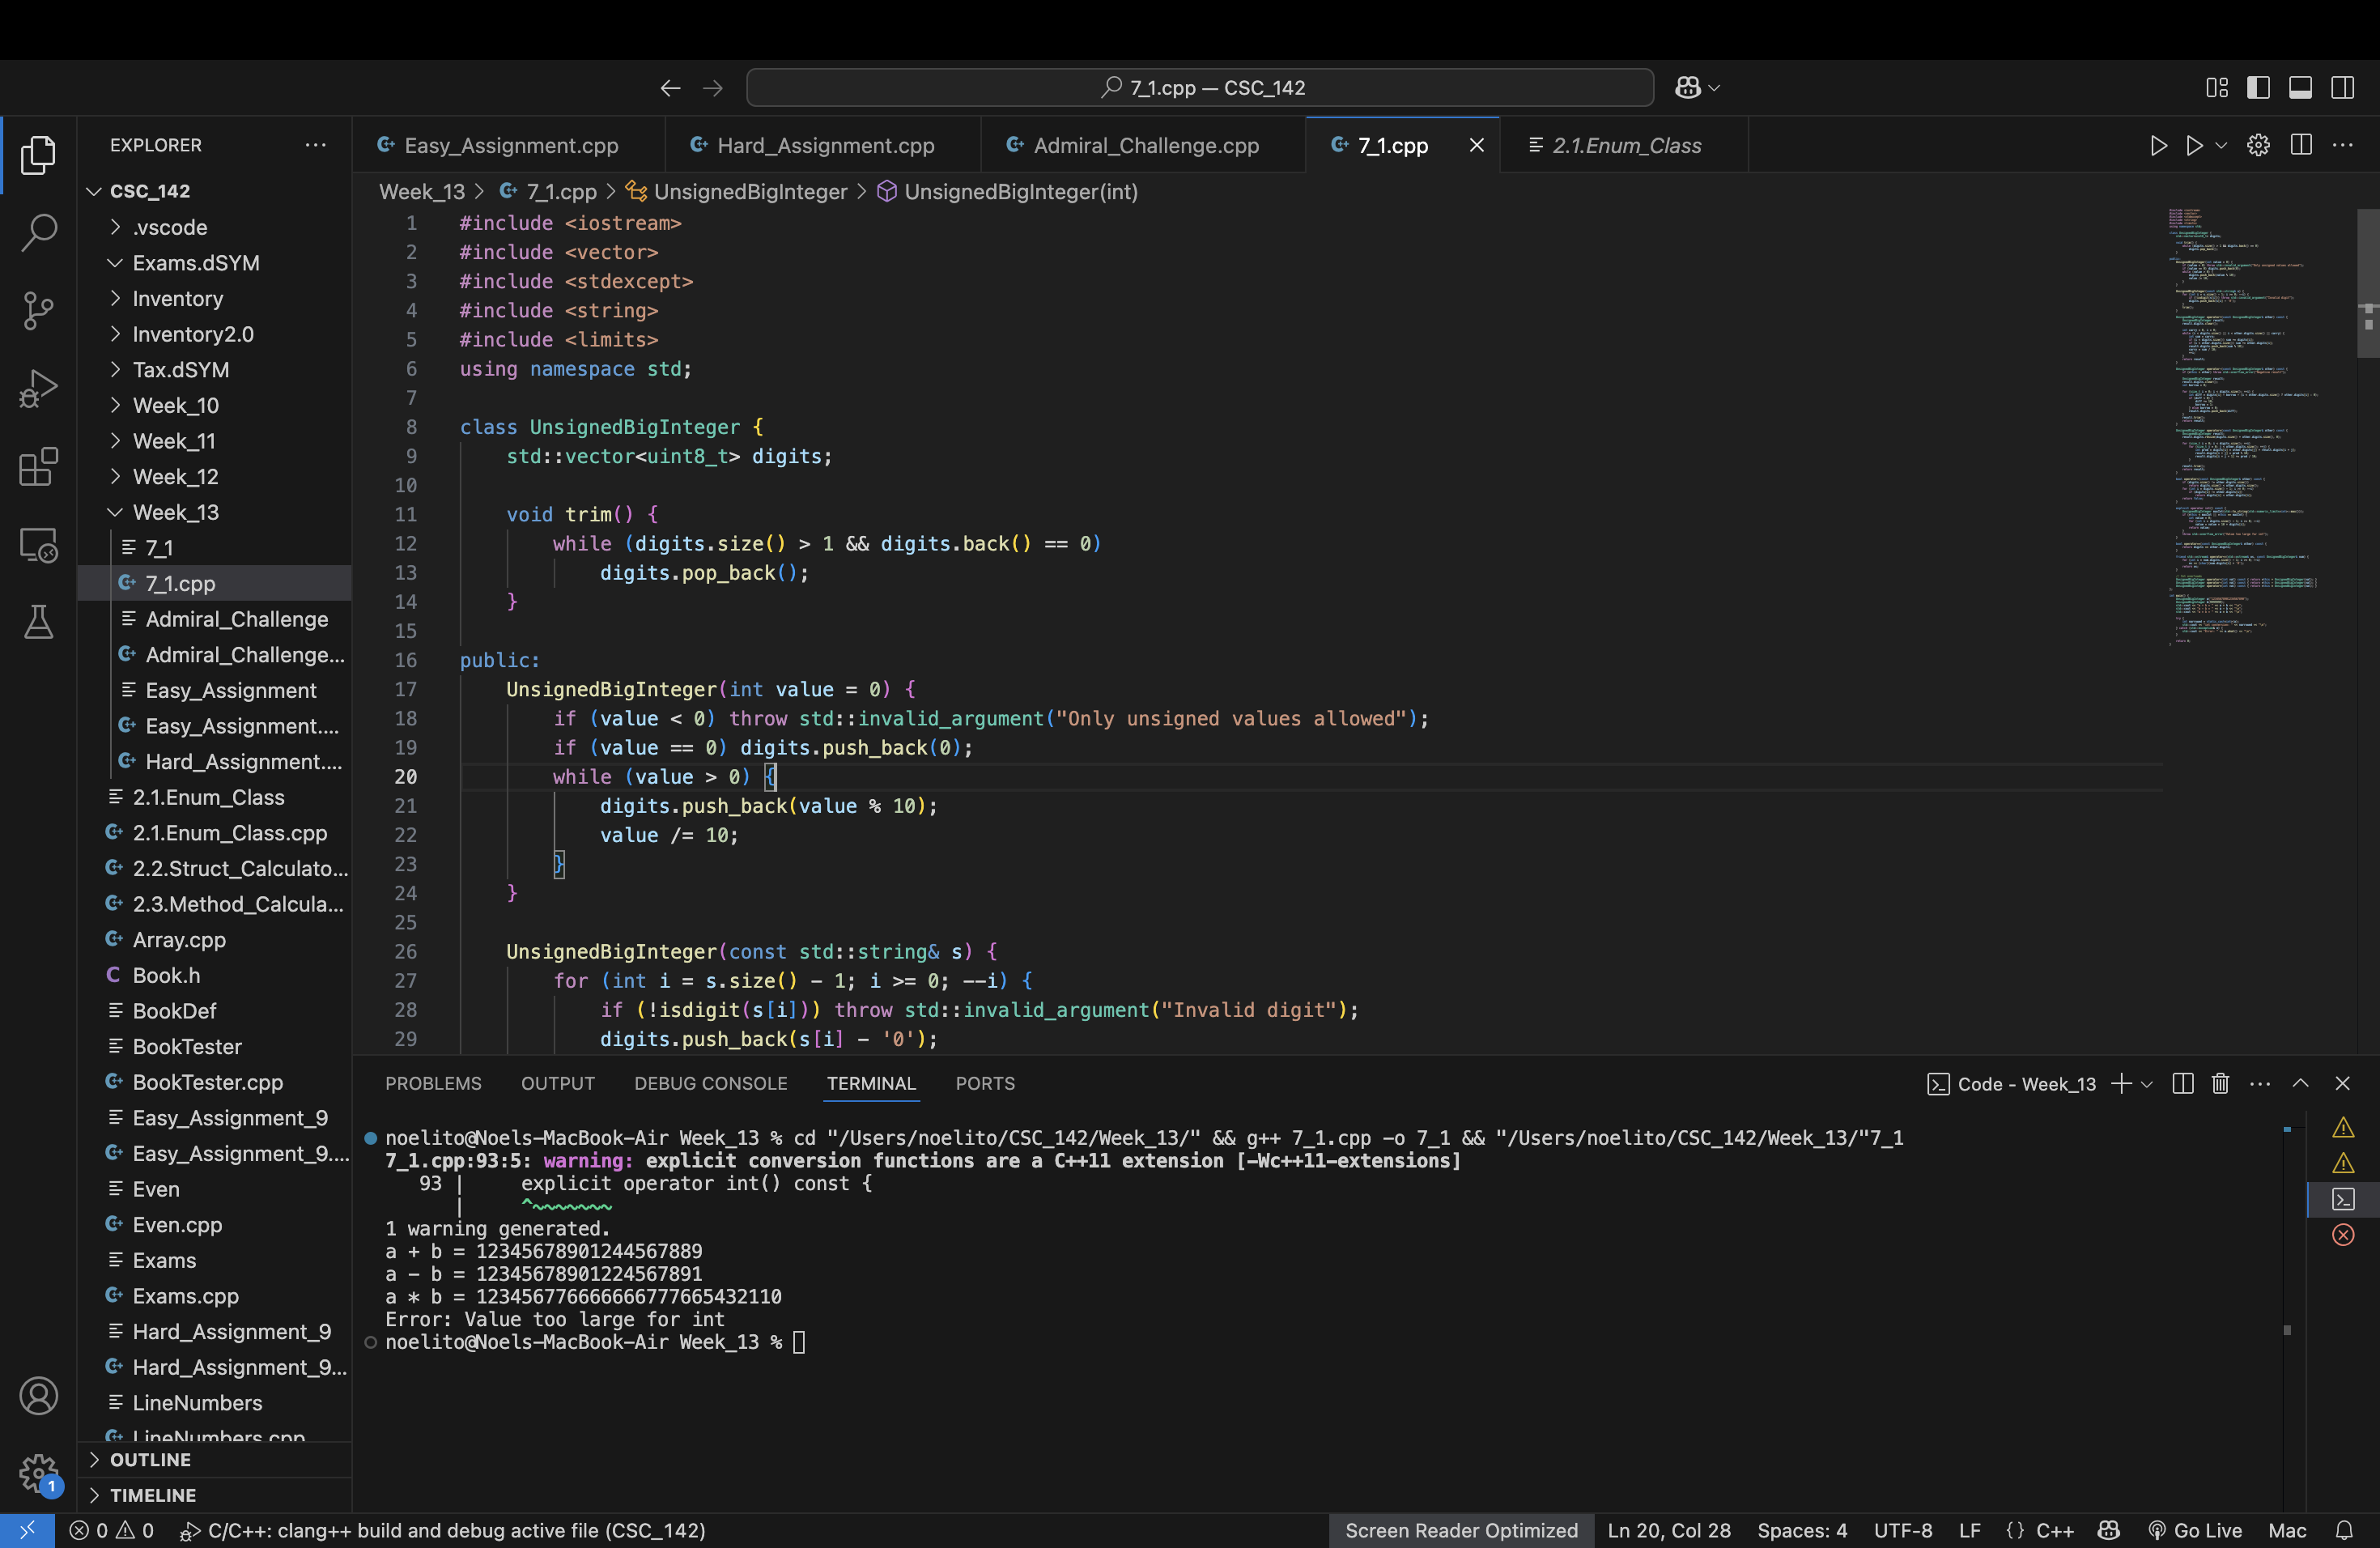 7_1.cpp — CSC_142
EXPLORER
CSC_142
.vscode
Exams.dSYM
Inventory
Inventory2.0
Tax.dSYM
Week_10
Week_11
Week_12
Week_13
7_1
7_1.cpp
Admiral_Challenge
Admiral_Challenge...
Easy_Assignment
Easy_Assignment....
Hard_Assignment....
2.1.Enum_Class
2.1.Enum_Class.cpp
2.2.Struct_Calculato...
2.3.Method_Calcula...
Array.cpp
Book.h
BookDef
BookTester
BookTester.cpp
Easy_Assignment_9
Easy_Assignment_9....
Even
Even.cpp
Exams
Exams.cpp
Hard_Assignment_9
Hard_Assignment_9...
LineNumbers
LineNumbers.cpp
OUTLINE
TIMELINE
Easy_Assignment.cpp Hard_Assignment.cpp Admiral_Challenge.cpp 7_1.cpp 2.1.Enum_Class
Week_13 > 7_1.cpp > UnsignedBigInteger > UnsignedBigInteger(int)
1 #include <iostream>
2 #include <vector>
3 #include <stdexcept>
4 #include <string>
5 #include <limits>
6 using namespace std;
7
8 class UnsignedBigInteger {
9 std::vector<uint8_t> digits;
10
11 void trim() {
12 while (digits.size() > 1 && digits.back() == 0)
13 digits.pop_back();
14 }
15
16 public:
17 UnsignedBigInteger(int value = 0) {
18 if (value < 0) throw std::invalid_argument("Only unsigned values allowed");
19 if (value == 0) digits.push_back(0);
20 while (value > 0) {
21 digits.push_back(value % 10);
22 value /= 10;
23 }
24 }
25
26 UnsignedBigInteger(const std::string& s) {
27 for (int i = s.size() - 1; i >= 0; --i) {
28 if (!isdigit(s[i])) throw std::invalid_argument("Invalid digit");
29 digits.push_back(s[i] - '0');
PROBLEMS OUTPUT DEBUG CONSOLE TERMINAL PORTS
Code - Week_13
noelito@Noels-MacBook-Air Week_13 % cd "/Users/noelito/CSC_142/Week_13/" && g++ 7_1.cpp -o 7_1 && "/Users/noelito/CSC_142/Week_13/"7_1
7_1.cpp:93:5: warning: explicit conversion functions are a C++11 extension [-Wc++11-extensions]
93 | explicit operator int() const {
| ^~~~~~~~
1 warning generated.
a + b = 12345678901244567889
a - b = 12345678901224567891
a * b = 123456776666666777665432110
Error: Value too large for int
noelito@Noels-MacBook-Air Week_13 %
1
0 0 C/C++: clang++ build and debug active file (CSC_142)
Screen Reader Optimized Ln 20, Col 28 Spaces: 4 UTF-8 LF {} C++ Go Live Mac